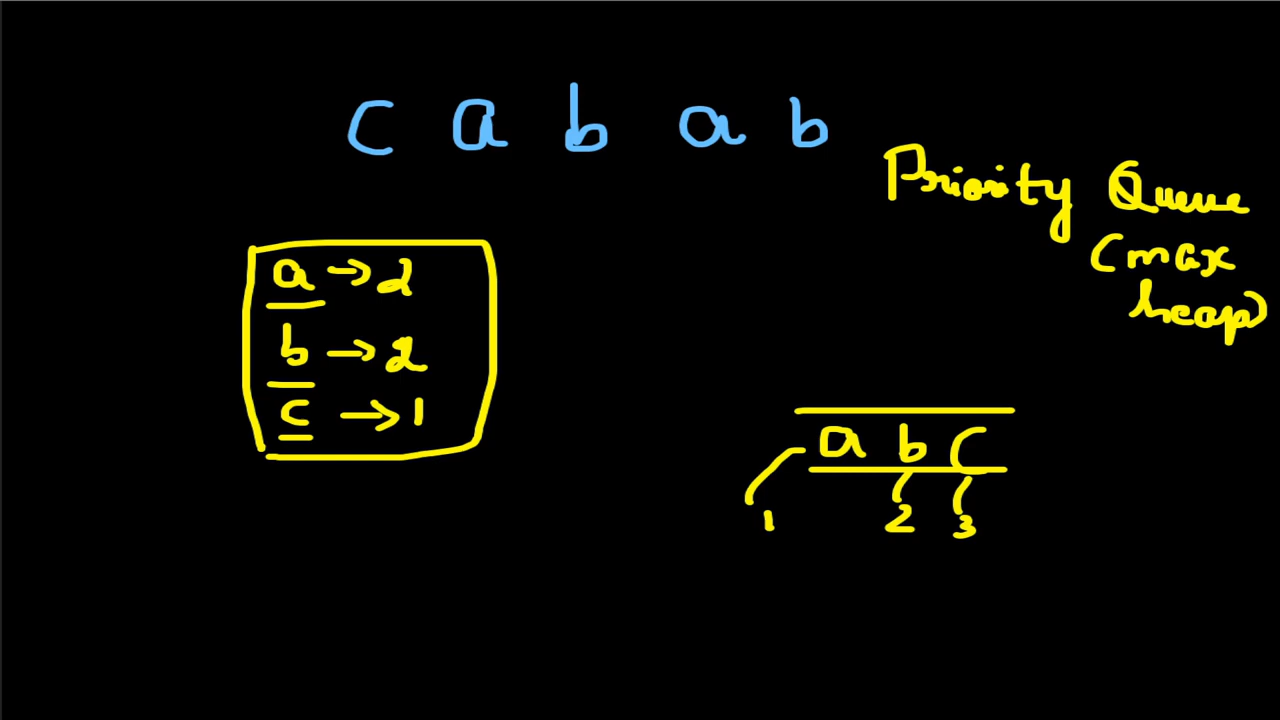 c a b a b
Priority Queue
(max
heap)
a → 2
b → 2
c → 1
a b c
1 2 3